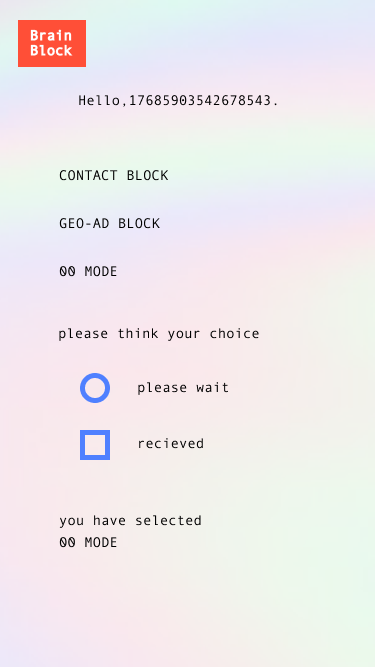 Brain
Block
Hello,17685903542678543.
CONTACT BLOCK
GEO-AD BLOCK
00 MODE
please think your choice
please wait
recieved
you have selected
00 MODE